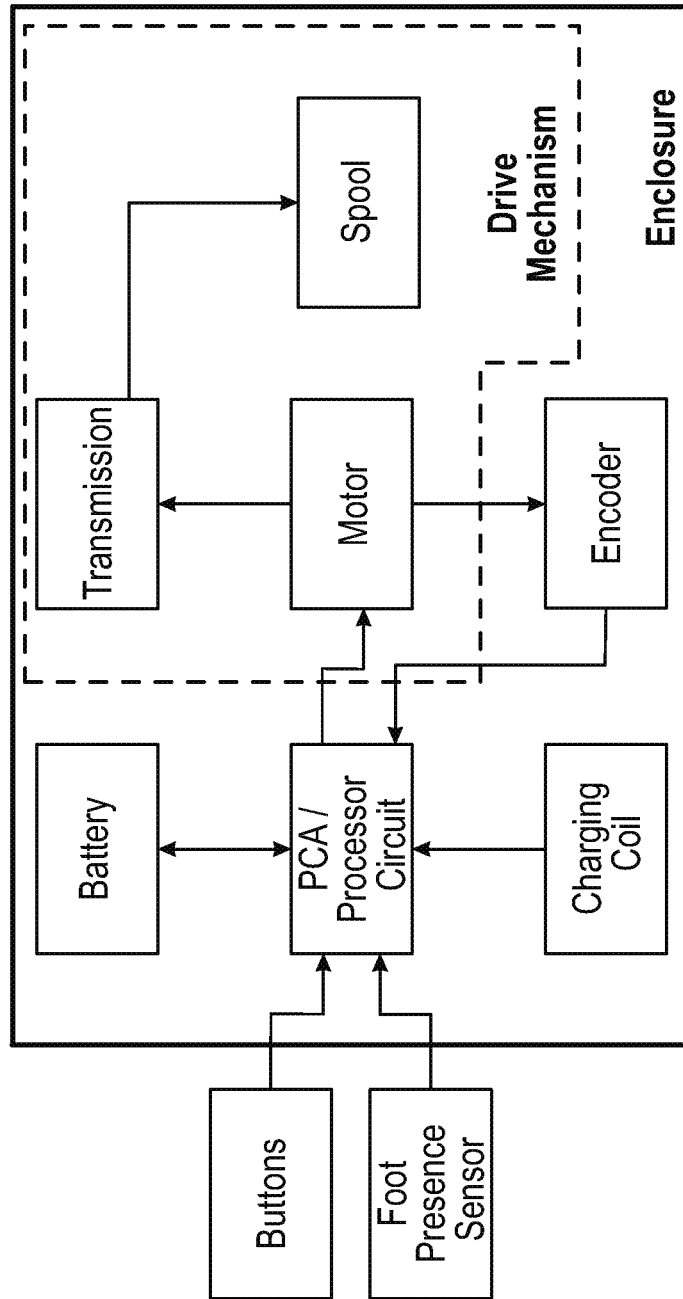 Buttons
Foot
Presence
Sensor
Battery
PCA /
Processor
Circuit
Charging
Coil
Transmission
Motor
Encoder
Spool
Drive
Mechanism
Enclosure